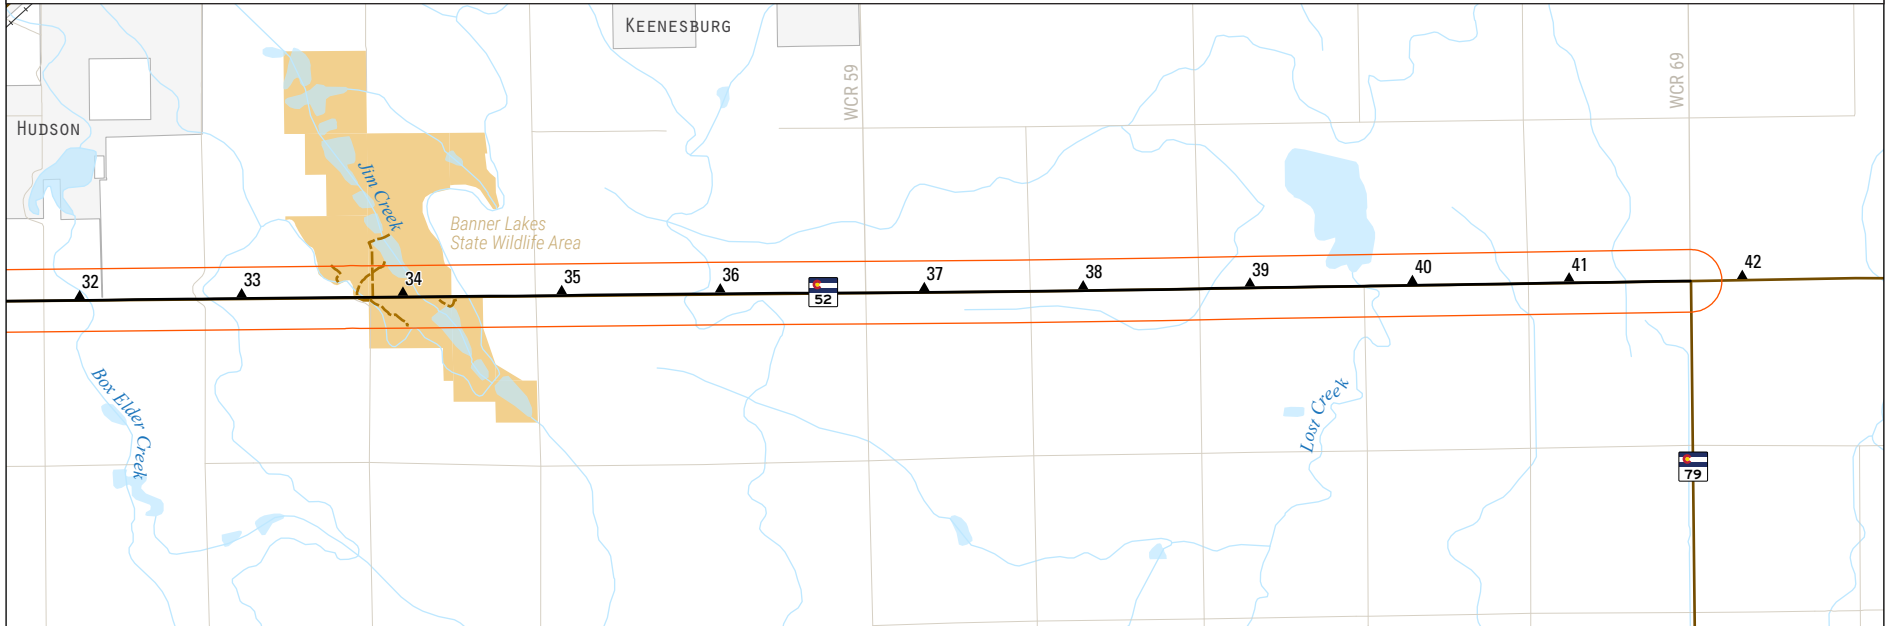 KEENESBURG
HUDSON
WCR 59
WCR 69
Jim Creek
Banner Lakes
State Wildlife Area
32
33
34
35
36
37
38
39
40
41
42
52
Box Elder Creek
Lost Creek
79